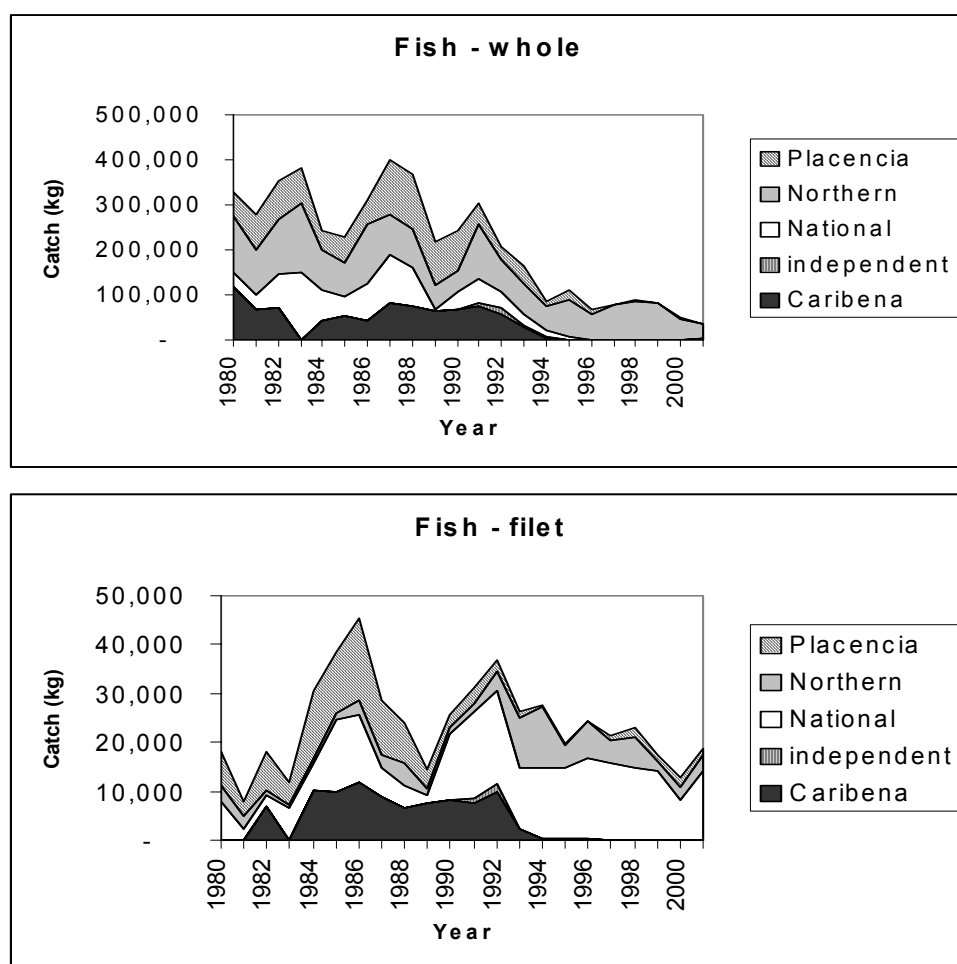 Fish - whole
500,000
400,000
300,000
200,000
100,000
-
Catch (kg)
1980
1982
1984
1986
1988
1990
1992
1994
1996
1998
2000
Year
Placencia
Northern
National
independent
Caribena
Fish - filet
50,000
40,000
30,000
20,000
10,000
-
Catch (kg)
1980
1982
1984
1986
1988
1990
1992
1994
1996
1998
2000
Year
Placencia
Northern
National
independent
Caribena